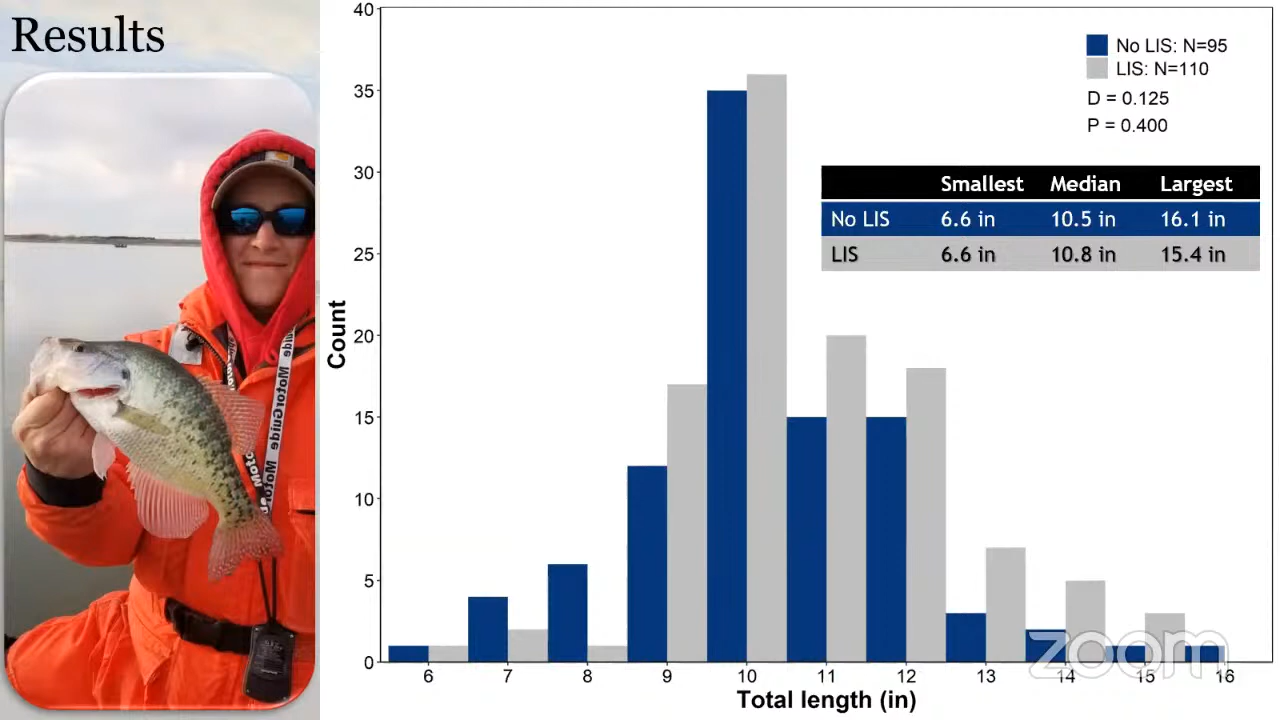 Results
40
35
30
25
20
15
10
5
0
Count
6 7 8 9 10 11 12 13 14 15 16
Total length (in)
No LIS: N=95
LIS: N=110
D = 0.125
P = 0.400
Smallest Median Largest
No LIS 6.6 in 10.5 in 16.1 in
LIS 6.6 in 10.8 in 15.4 in
MotorGuide
zoom